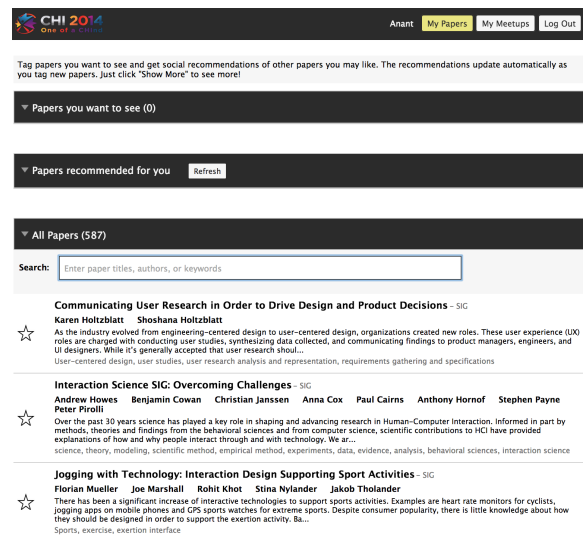 CHI 2014
One of a CHInd
Anant My Papers My Meetups Log Out
Tag papers you want to see and get social recommendations of other papers you may like. The recommendations update automatically as
you tag new papers. Just click "Show More" to see more!
Papers you want to see (0)
Papers recommended for you Refresh
All Papers (587)
Search: Enter paper titles, authors, or keywords
Communicating User Research in Order to Drive Design and Product Decisions – SIG
Karen Holtzblatt Shoshana Holtzblatt
As the industry evolved from engineering-centered design to user-centered design, organizations created new roles. These user experience (UX)
roles are charged with conducting user studies, synthesizing data collected, and communicating findings to product managers, engineers, and
UI designers. While it's generally accepted that user research shoul...
User-centered design, user studies, user research analysis and representation, requirements gathering and specifications
Interaction Science SIG: Overcoming Challenges – SIG
Andrew Howes Benjamin Cowan Christian Janssen Anna Cox Paul Cairns Anthony Hornof Stephen Payne
Peter Pirolli
Over the past 30 years science has played a key role in shaping and advancing research in Human-Computer Interaction. Informed in part by
methods, theories and findings from the behavioral sciences and from computer science, scientific contributions to HCI have provided
explanations of how and why people interact through and with technology. We ar...
science, theory, modeling, scientific method, empirical method, experiments, data, evidence, analysis, behavioral sciences, interaction science
Jogging with Technology: Interaction Design Supporting Sport Activities – SIG
Florian Mueller Joe Marshall Rohit Khot Stina Nylander Jakob Tholander
There has been a significant increase of interactive technologies to support sports activities. Examples are heart rate monitors for cyclists,
jogging apps on mobile phones and GPS sports watches for extreme sports. Despite consumer popularity, there is little knowledge about how
they should be designed in order to support the exertion activity. Ba...
Sports, exercise, exertion interface